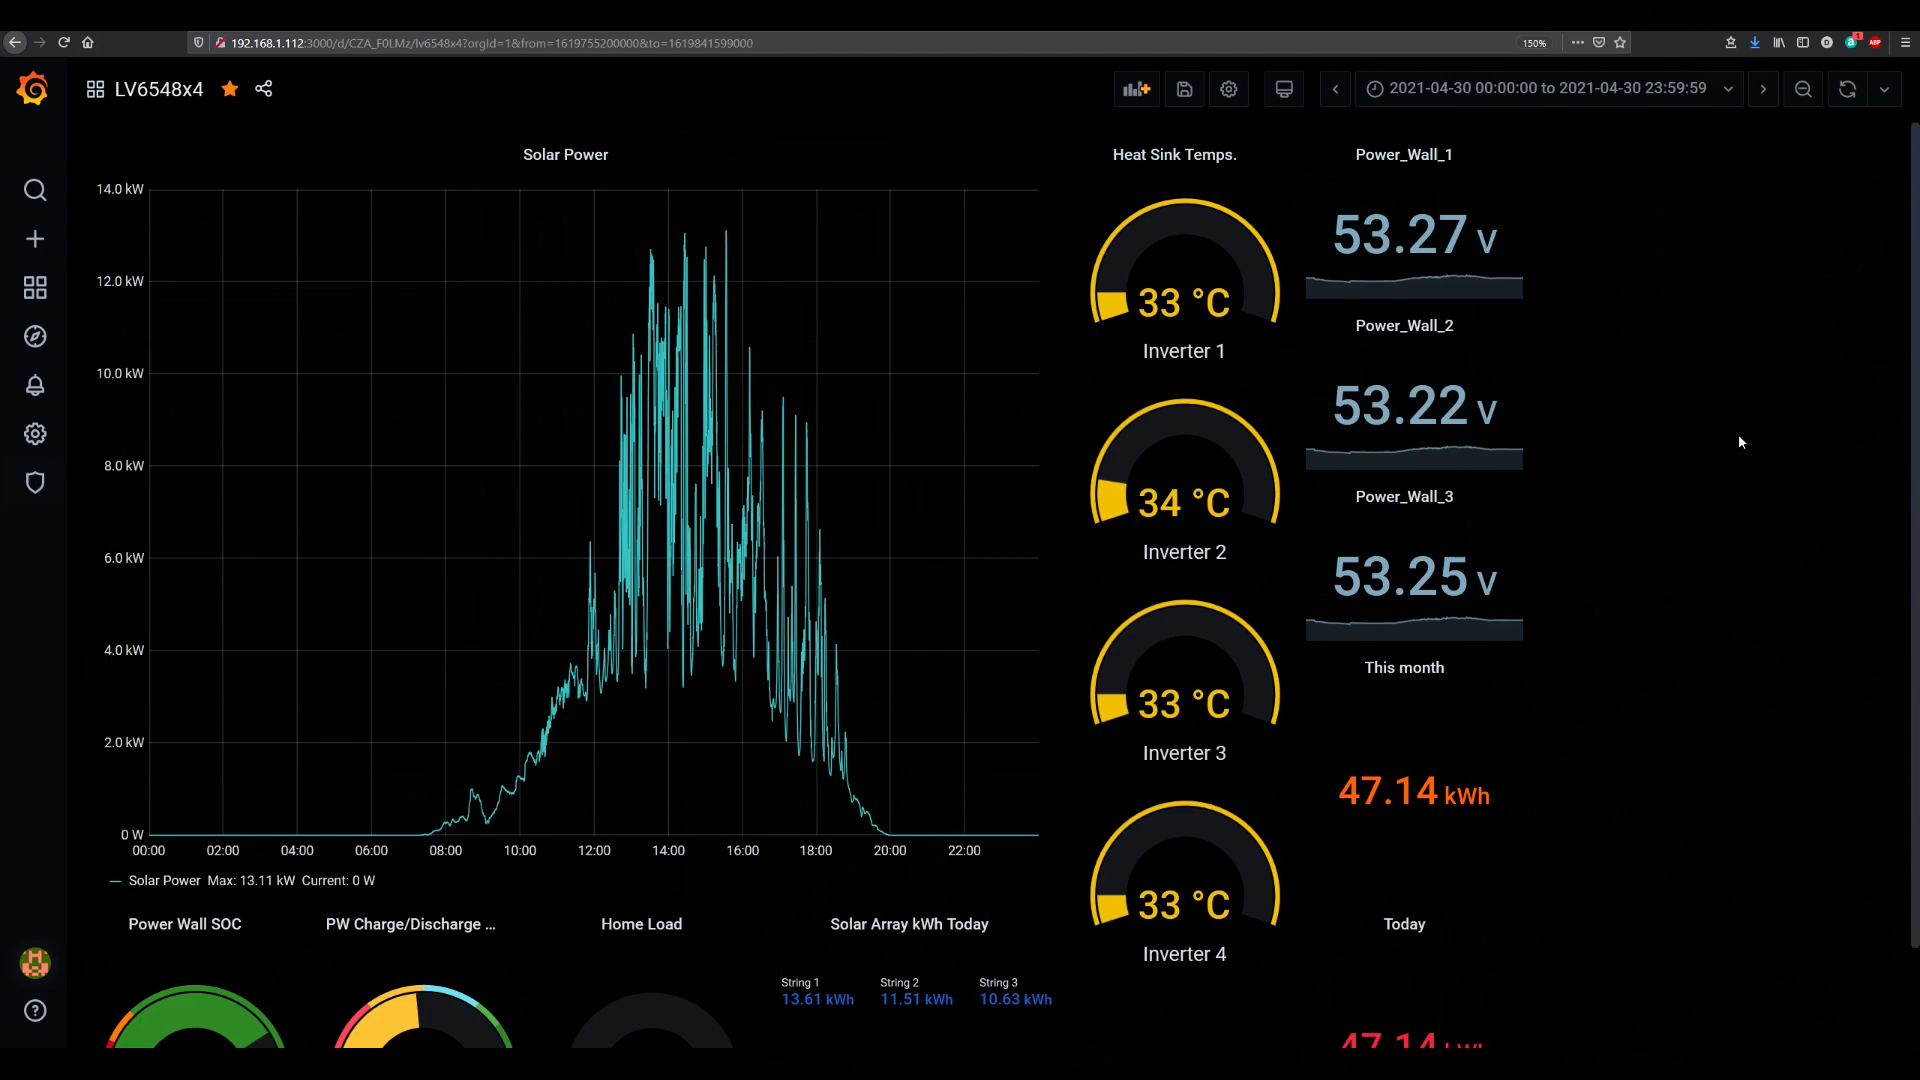 192.168.1.112:3000/d/CZA_F0LMz/lv6548x4?orgId=1&from=1619755200000&to=1619841599000
150%
1
ABP
LV6548x4
2021-04-30 00:00:00 to 2021-04-30 23:59:59
Solar Power
14.0 kW
12.0 kW
10.0 kW
8.0 kW
6.0 kW
4.0 kW
2.0 kW
0 W
00:00 02:00 04:00 06:00 08:00 10:00 12:00 14:00 16:00 18:00 20:00 22:00
Solar Power Max: 13.11 kW Current: 0 W
Heat Sink Temps.
33 °C
Inverter 1
34 °C
Inverter 2
33 °C
Inverter 3
33 °C
Inverter 4
Power_Wall_1
53.27 V
Power_Wall_2
53.22 V
Power_Wall_3
53.25 V
This month
47.14 kWh
Power Wall SOC
PW Charge/Discharge ...
Home Load
Solar Array kWh Today
String 1 String 2 String 3
13.61 kWh 11.51 kWh 10.63 kWh
Today
47.14 kWh